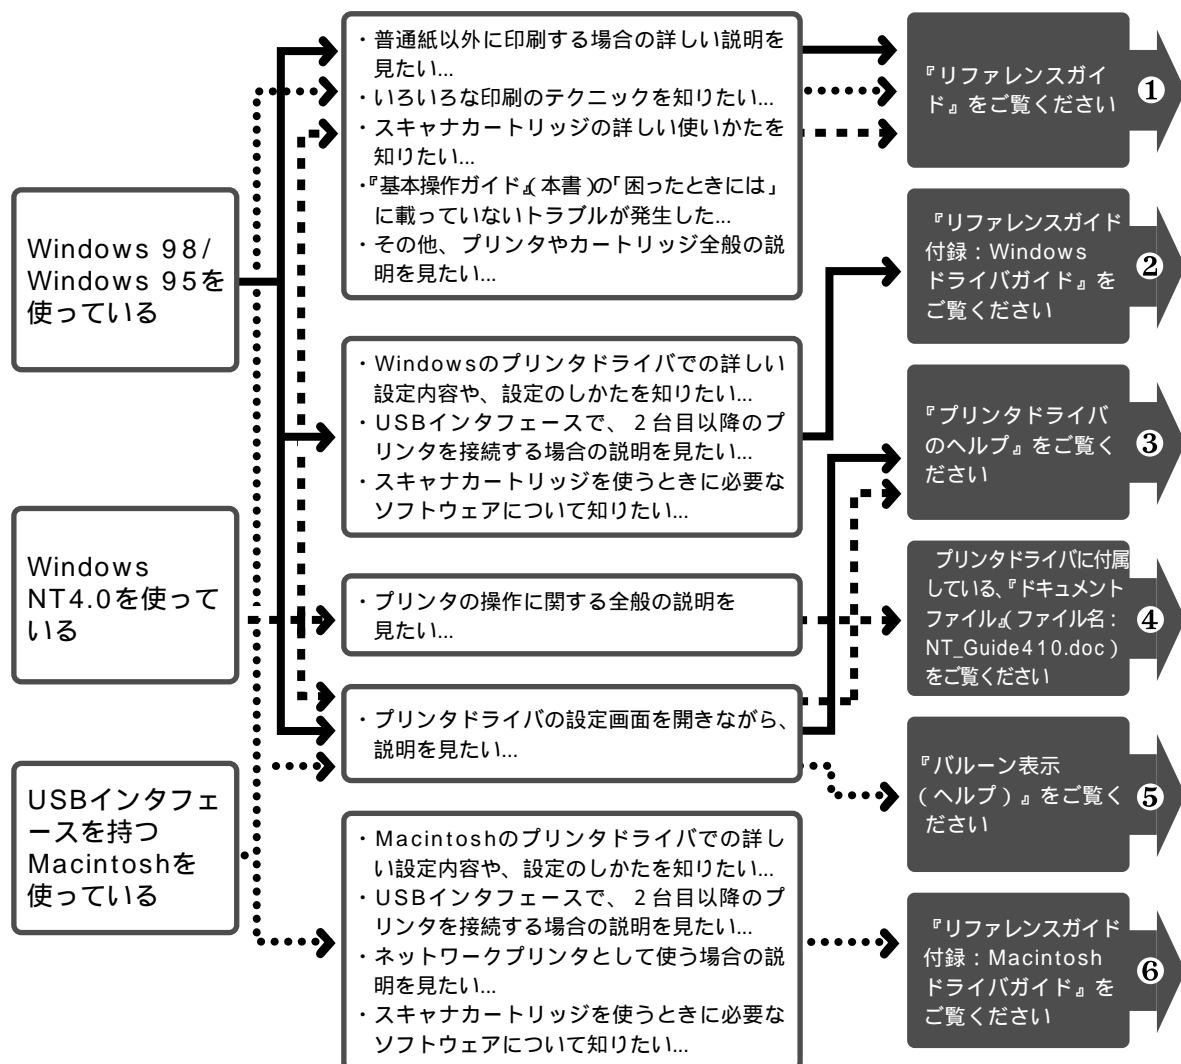 Windows 98/
Windows 95を
使っている
Windows
NT4.0を使って
いる
USBインタフェ
ースを持つ
Macintoshを
使っている
・普通紙以外に印刷する場合の詳しい説明を
見たい...
・いろいろな印刷のテクニックを知りたい...
・スキャナカートリッジの詳しい使いかたを
知りたい...
・『基本操作ガイド』(本書)の「困ったときには」
に載っていないトラブルが発生した...
・その他、プリンタやカートリッジ全般の説
明を見たい...
・Windowsのプリンタドライバでの詳しい
設定内容や、設定のしかたを知りたい...
・USBインタフェースで、2台目以降のプ
リンタを接続する場合の説明を見たい...
・スキャナカートリッジを使うときに必要な
ソフトウェアについて知りたい...
・プリンタの操作に関する全般の説明を
見たい...
・プリンタドライバの設定画面を開きながら、
説明を見たい...
・Macintoshのプリンタドライバでの詳し
い設定内容や、設定のしかたを知りたい...
・USBインタフェースで、2台目以降のプ
リンタを接続する場合の説明を見たい...
・ネットワークプリンタとして使う場合の説
明を見たい...
・スキャナカートリッジを使うときに必要な
ソフトウェアについて知りたい...
『リファレンスガイ
ド』をご覧ください
❶
『リファレンスガイド
付録:Windows
ドライバガイド』を
ご覧ください
❷
『プリンタドライバ
のヘルプ』をご覧く
ださい
❸
プリンタドライバに付属
している、『ドキュメント
ファイル』(ファイル名:
NT_Guide410.doc)
をご覧ください
❹
『バルーン表示
(ヘルプ)』をご覧く
ださい
❺
『リファレンスガイド
付録:Macintosh
ドライバガイド』を
ご覧ください
❻